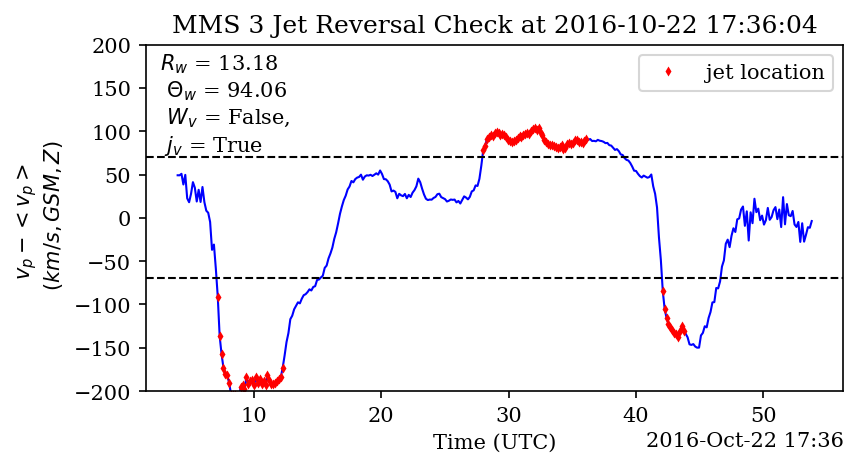 MMS 3 Jet Reversal Check at 2016-10-22 17:36:04
R_w = 13.18
Θ_w = 94.06
W_v = False,
j_v = True
jet location
v_p − < v_p >
(km/s, GSM, Z)
200
150
100
50
0
−50
−100
−150
−200
10
20
30
40
50
Time (UTC)
2016-Oct-22 17:36